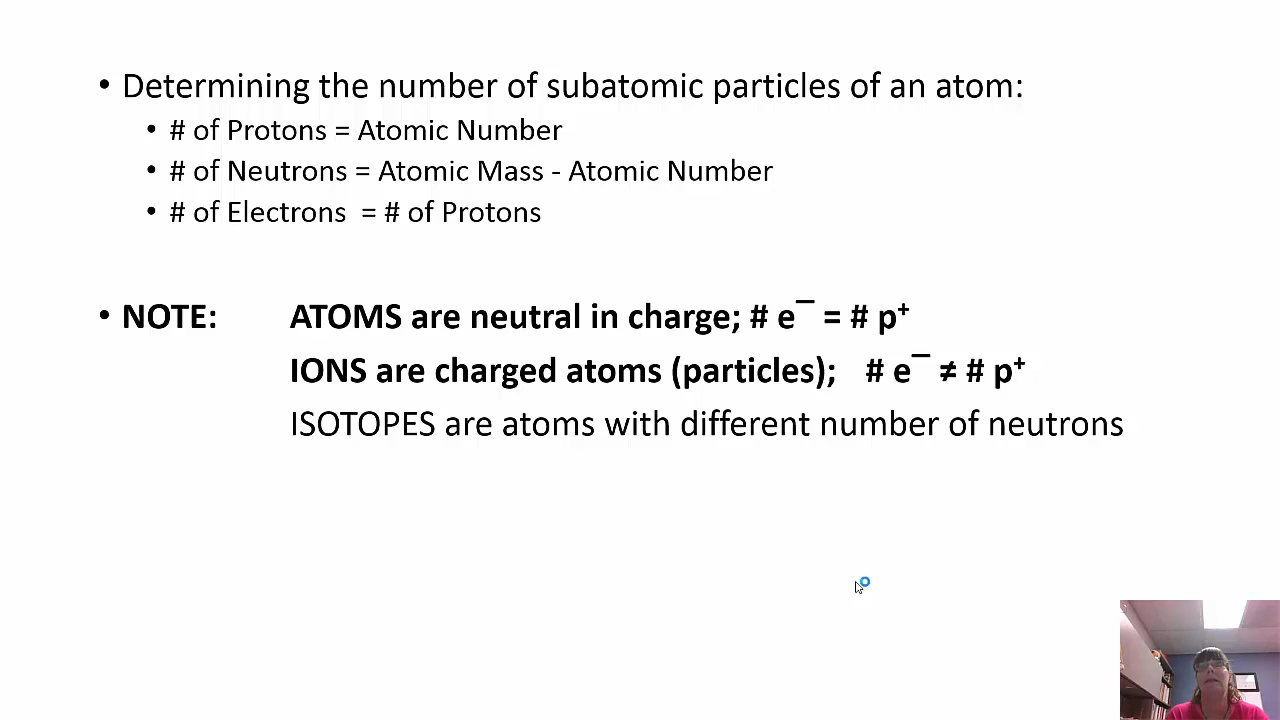 • Determining the number of subatomic particles of an atom:
• # of Protons = Atomic Number
• # of Neutrons = Atomic Mass - Atomic Number
• # of Electrons  = # of Protons
• NOTE: ATOMS are neutral in charge; # e¯ = # p⁺
IONS are charged atoms (particles); # e¯ ≠ # p⁺
ISOTOPES are atoms with different number of neutrons